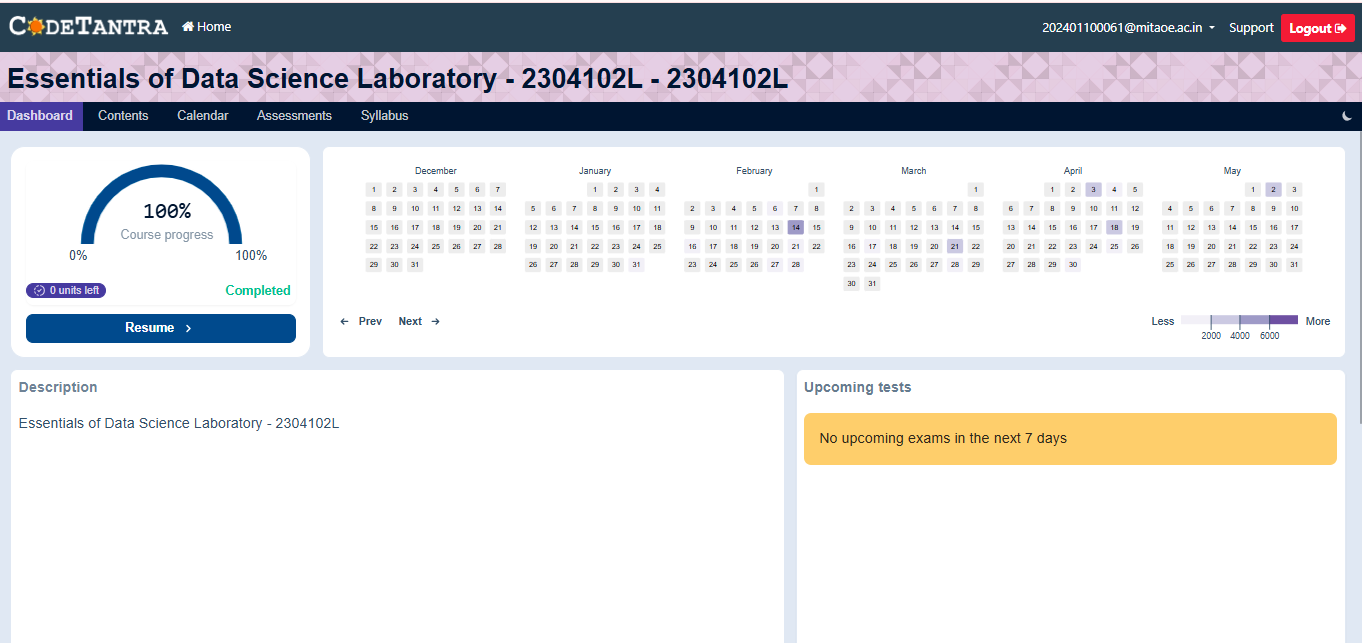 CODETANTRA Home 202401100061@mitaoe.ac.in Support Logout
Essentials of Data Science Laboratory - 2304102L - 2304102L
Dashboard Contents Calendar Assessments Syllabus
100%
Course progress
0% 100%
0 units left Completed
Resume
December
1 2 3 4 5 6 7
8 9 10 11 12 13 14
15 16 17 18 19 20 21
22 23 24 25 26 27 28
29 30 31
January
1 2 3 4
5 6 7 8 9 10 11
12 13 14 15 16 17 18
19 20 21 22 23 24 25
26 27 28 29 30 31
February
1
2 3 4 5 6 7 8
9 10 11 12 13 14 15
16 17 18 19 20 21 22
23 24 25 26 27 28
March
1
2 3 4 5 6 7 8
9 10 11 12 13 14 15
16 17 18 19 20 21 22
23 24 25 26 27 28 29
30 31
April
1 2 3 4 5
6 7 8 9 10 11 12
13 14 15 16 17 18 19
20 21 22 23 24 25 26
27 28 29 30
May
1 2 3
4 5 6 7 8 9 10
11 12 13 14 15 16 17
18 19 20 21 22 23 24
25 26 27 28 29 30 31
← Prev Next →
Less More
2000 4000 6000
Description
Essentials of Data Science Laboratory - 2304102L
Upcoming tests
No upcoming exams in the next 7 days